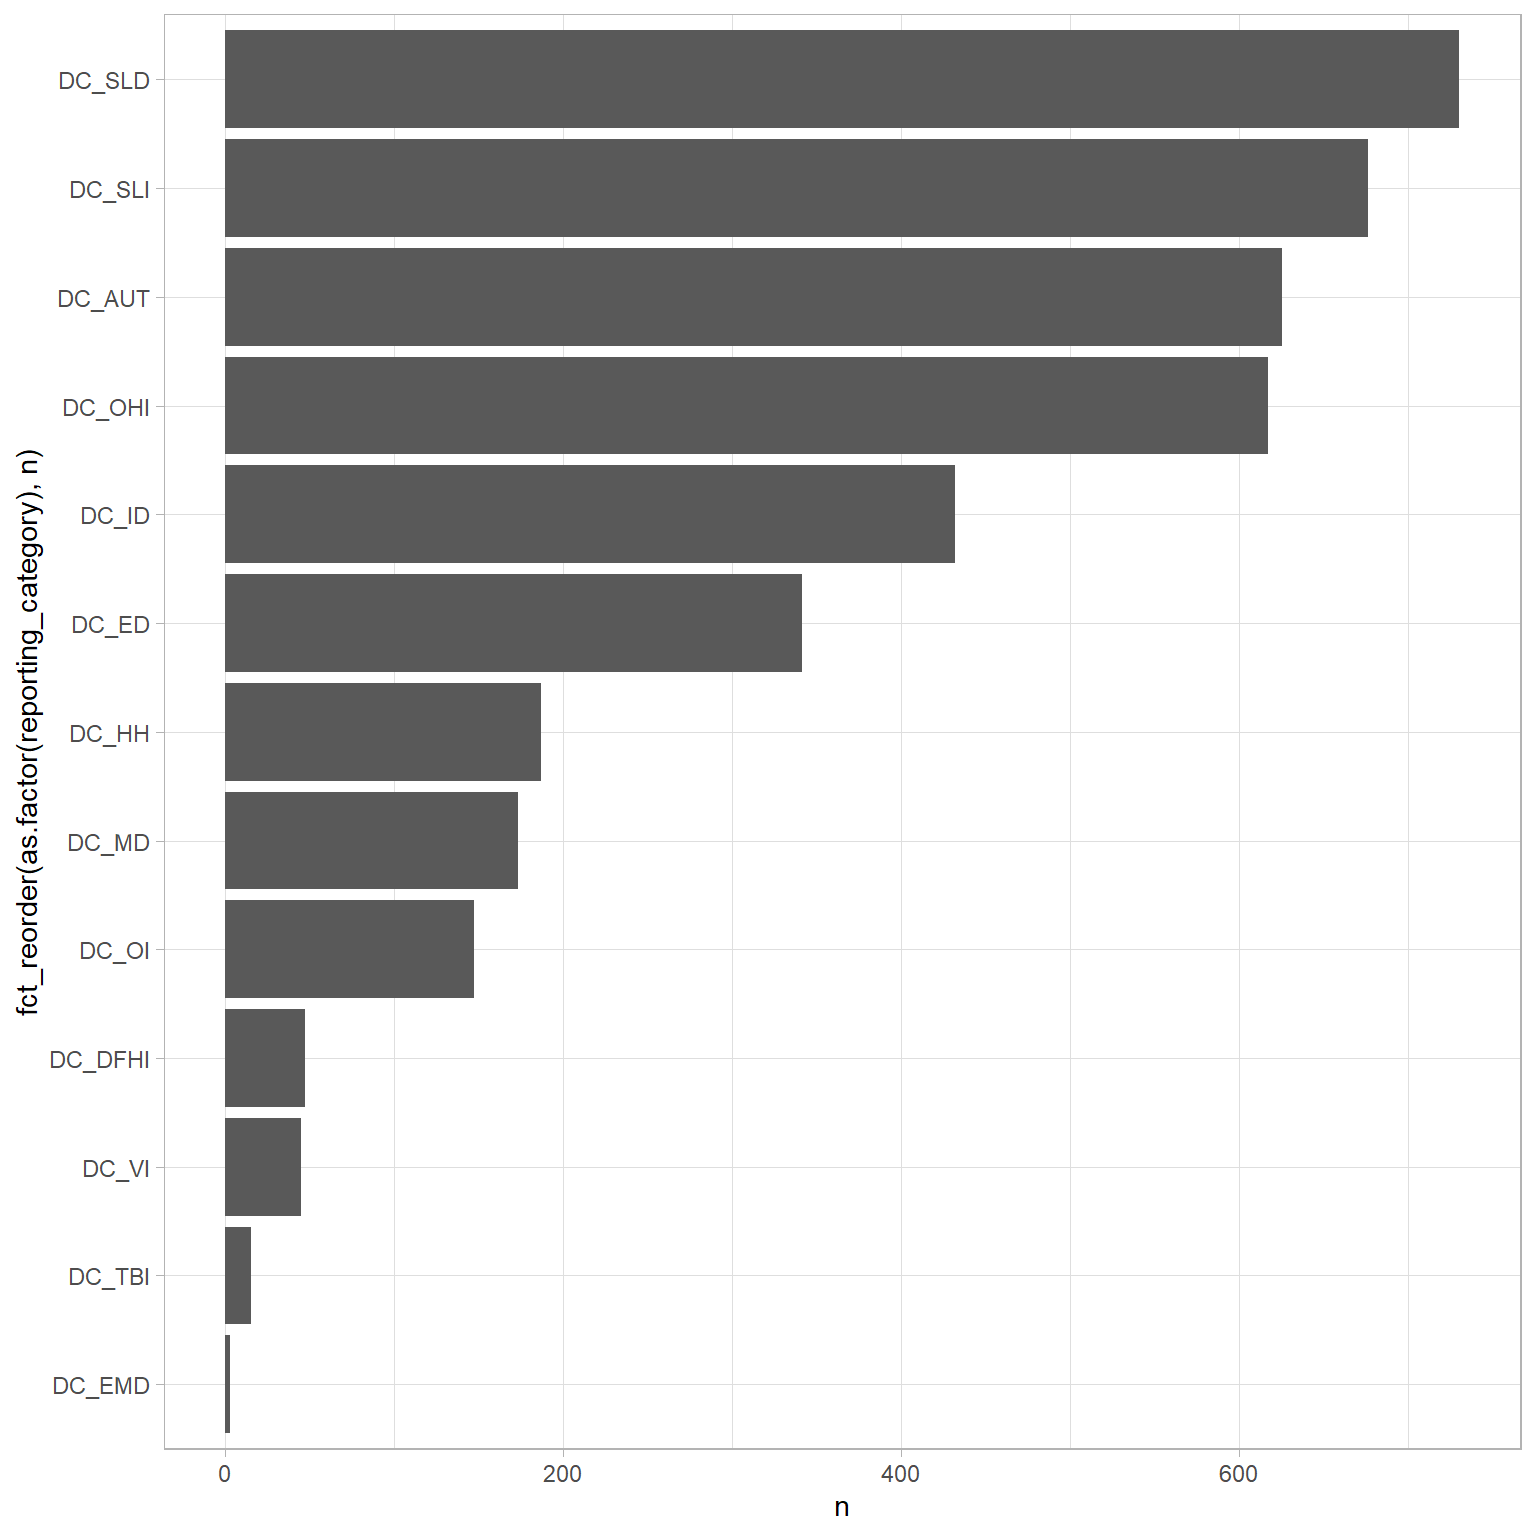 DC_SLD
DC_SLI
DC_AUT
DC_OHI
DC_ID
DC_ED
DC_HH
DC_MD
DC_OI
DC_DFHI
DC_VI
DC_TBI
DC_EMD
fct_reorder(as.factor(reporting_category), n)
0 200 400 600
n